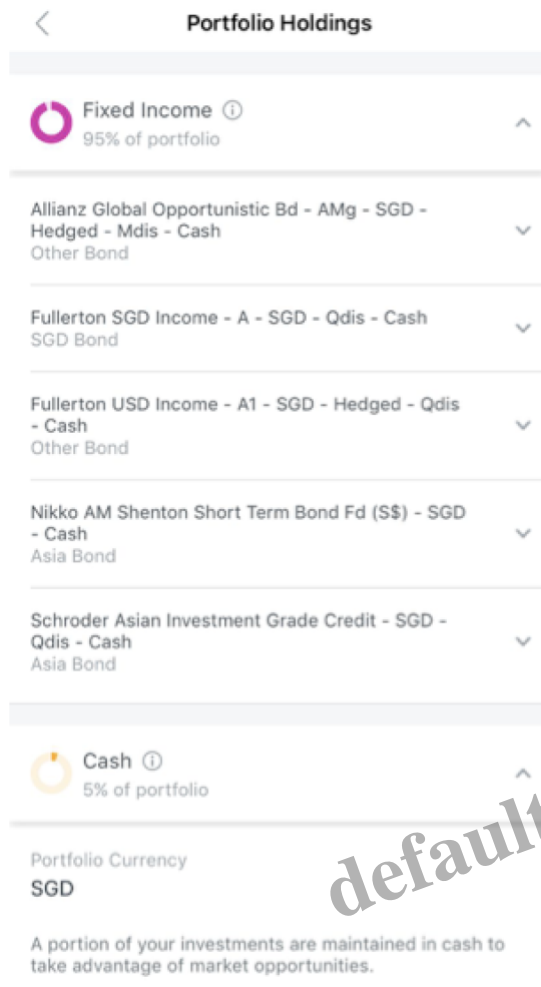 Portfolio Holdings
Fixed Income
95% of portfolio
Allianz Global Opportunistic Bd - AMg - SGD -
Hedged - Mdis - Cash
Other Bond
Fullerton SGD Income - A - SGD - Qdis - Cash
SGD Bond
Fullerton USD Income - A1 - SGD - Hedged - Qdis
- Cash
Other Bond
Nikko AM Shenton Short Term Bond Fd (S$) - SGD
- Cash
Asia Bond
Schroder Asian Investment Grade Credit - SGD -
Qdis - Cash
Asia Bond
Cash
5% of portfolio
Portfolio Currency
SGD
A portion of your investments are maintained in cash to
take advantage of market opportunities.
default